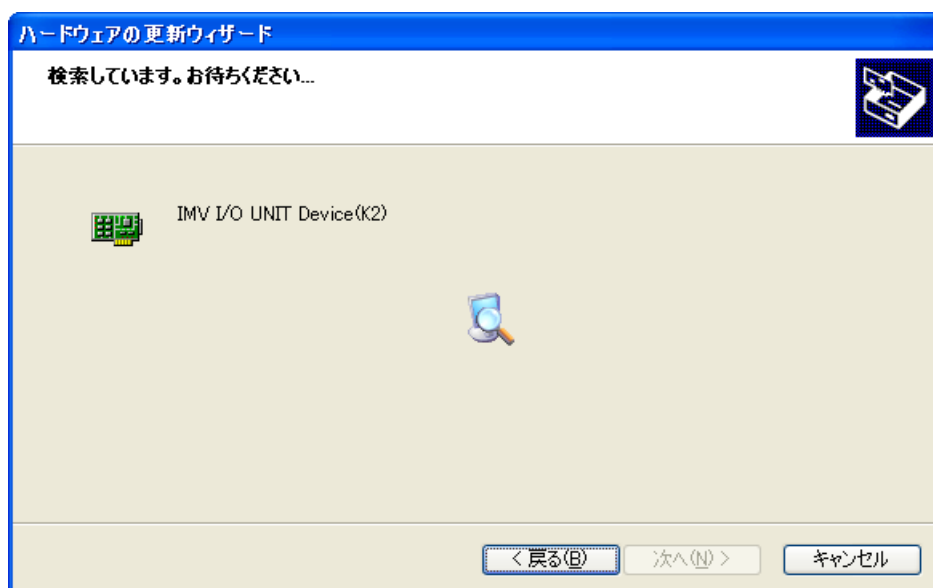 ハードウェアの更新ウィザード
検索しています。お待ちください...
IMV I/O UNIT Device(K2)
< 戻る(B)
次へ(N) >
キャンセル